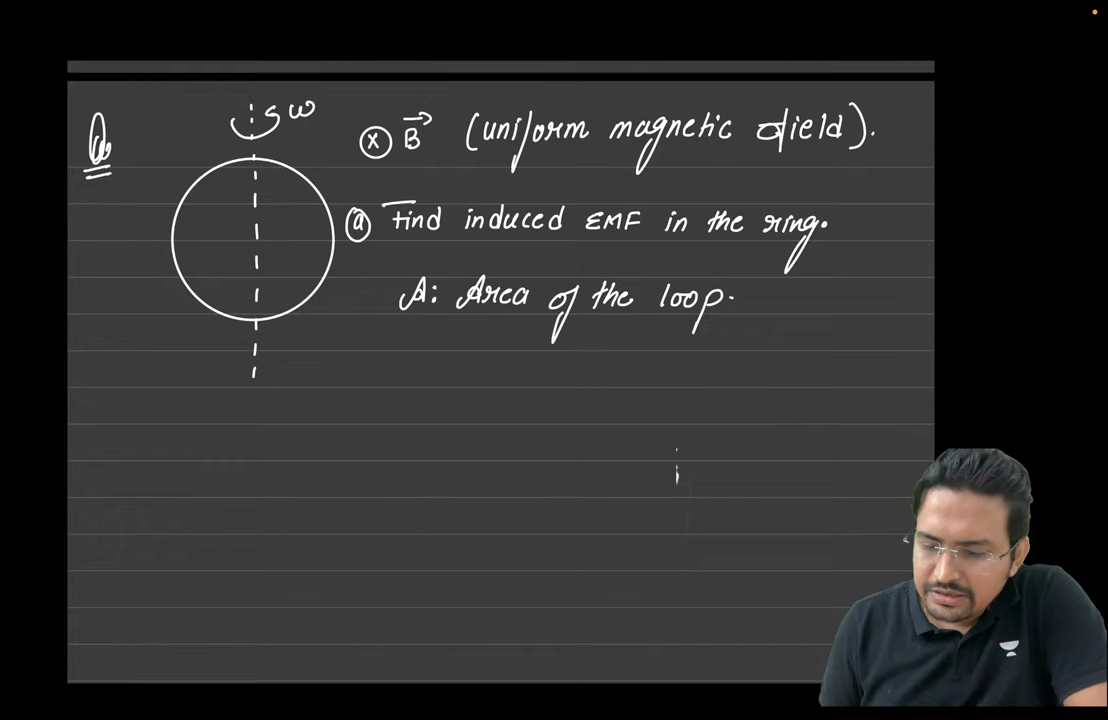 Q
ω
ⓧ B⃗ (uniform magnetic field).
ⓐ Find induced EMF in the ring.
A: Area of the loop.